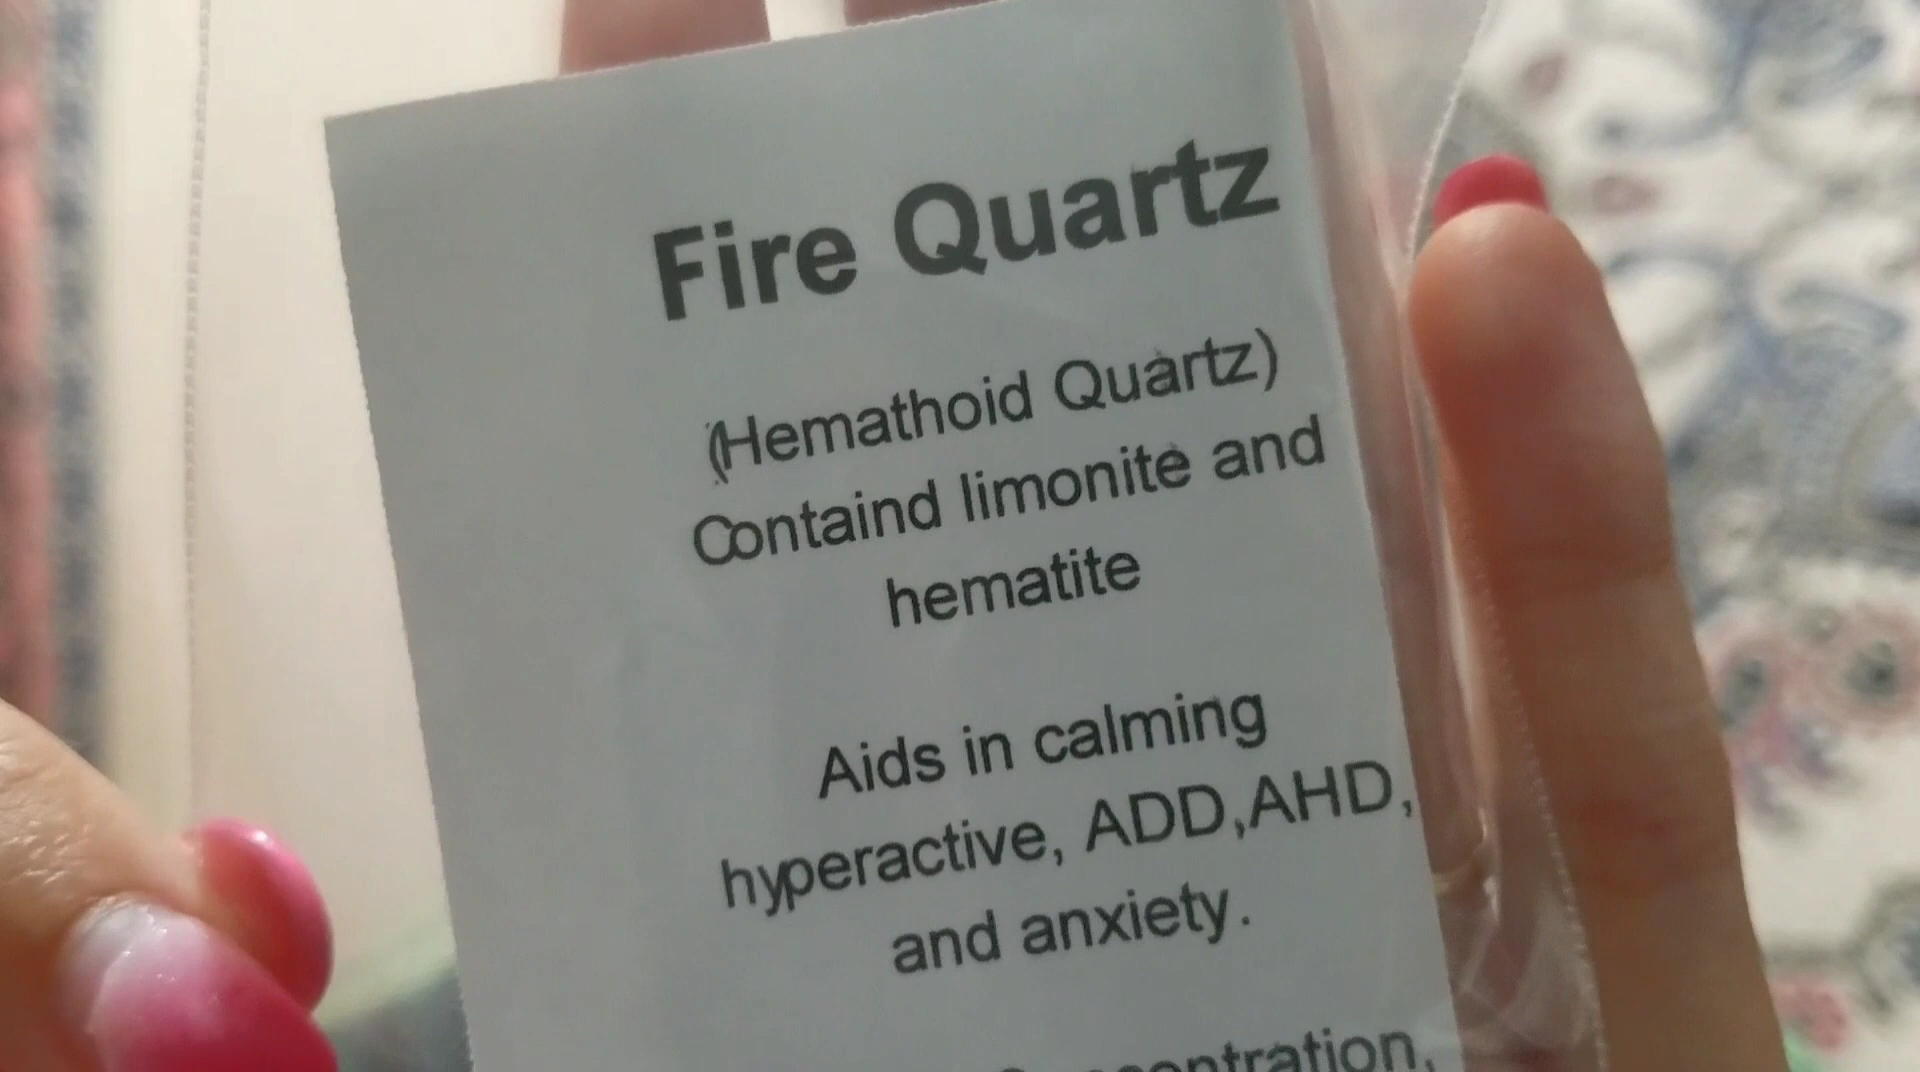 Fire Quartz
(Hemathoid Quartz)
Containd limonite and
hematite
Aids in calming
hyperactive, ADD,AHD,
and anxiety.